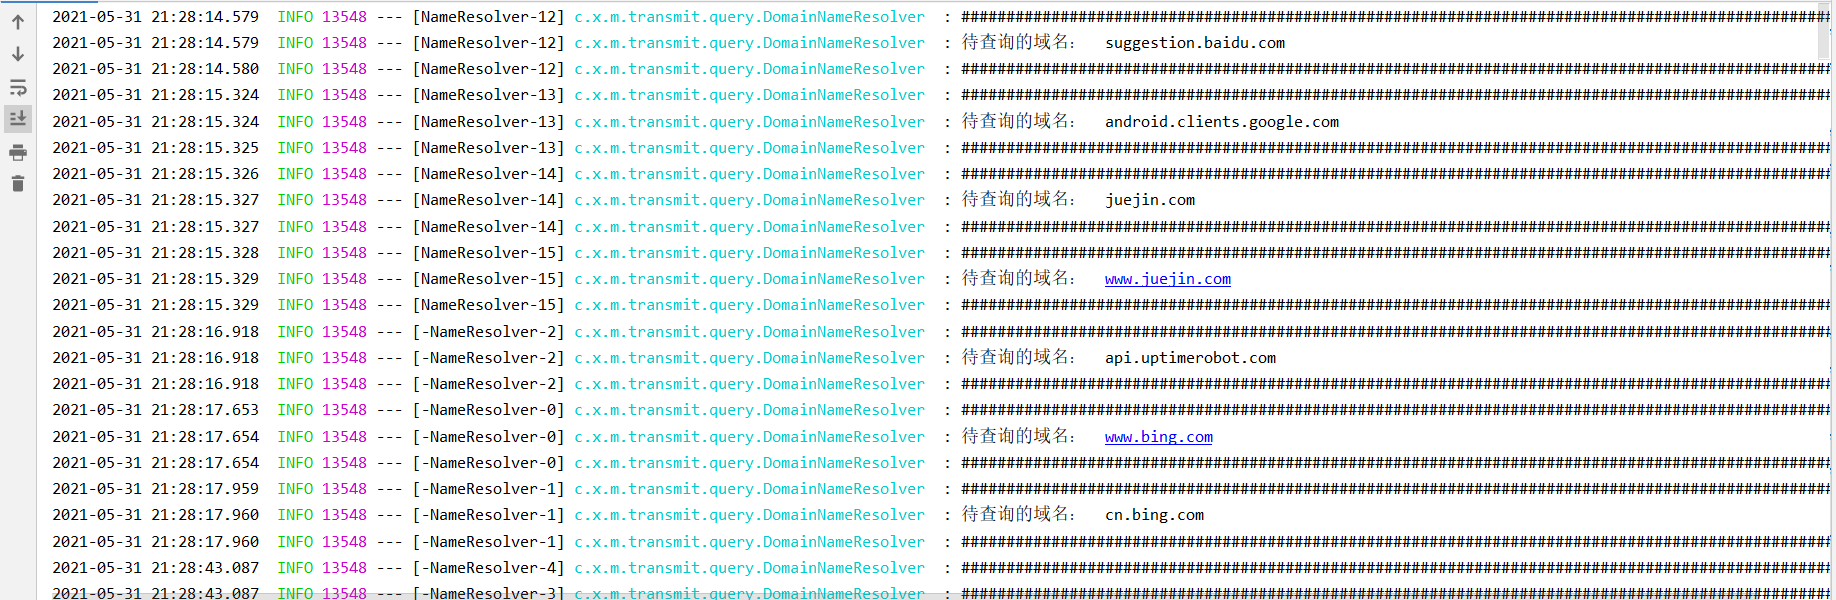 2021-05-31 21:28:14.579  INFO 13548 --- [NameResolver-12] c.x.m.transmit.query.DomainNameResolver  : ################################################################################################
2021-05-31 21:28:14.579  INFO 13548 --- [NameResolver-12] c.x.m.transmit.query.DomainNameResolver  : 待查询的域名：  suggestion.baidu.com
2021-05-31 21:28:14.580  INFO 13548 --- [NameResolver-12] c.x.m.transmit.query.DomainNameResolver  : ################################################################################################
2021-05-31 21:28:15.324  INFO 13548 --- [NameResolver-13] c.x.m.transmit.query.DomainNameResolver  : ################################################################################################
2021-05-31 21:28:15.324  INFO 13548 --- [NameResolver-13] c.x.m.transmit.query.DomainNameResolver  : 待查询的域名：  android.clients.google.com
2021-05-31 21:28:15.325  INFO 13548 --- [NameResolver-13] c.x.m.transmit.query.DomainNameResolver  : ################################################################################################
2021-05-31 21:28:15.326  INFO 13548 --- [NameResolver-14] c.x.m.transmit.query.DomainNameResolver  : ################################################################################################
2021-05-31 21:28:15.327  INFO 13548 --- [NameResolver-14] c.x.m.transmit.query.DomainNameResolver  : 待查询的域名：  juejin.com
2021-05-31 21:28:15.327  INFO 13548 --- [NameResolver-14] c.x.m.transmit.query.DomainNameResolver  : ################################################################################################
2021-05-31 21:28:15.328  INFO 13548 --- [NameResolver-15] c.x.m.transmit.query.DomainNameResolver  : ################################################################################################
2021-05-31 21:28:15.329  INFO 13548 --- [NameResolver-15] c.x.m.transmit.query.DomainNameResolver  : 待查询的域名：  www.juejin.com
2021-05-31 21:28:15.329  INFO 13548 --- [NameResolver-15] c.x.m.transmit.query.DomainNameResolver  : ################################################################################################
2021-05-31 21:28:16.918  INFO 13548 --- [-NameResolver-2] c.x.m.transmit.query.DomainNameResolver  : ################################################################################################
2021-05-31 21:28:16.918  INFO 13548 --- [-NameResolver-2] c.x.m.transmit.query.DomainNameResolver  : 待查询的域名：  api.uptimerobot.com
2021-05-31 21:28:16.918  INFO 13548 --- [-NameResolver-2] c.x.m.transmit.query.DomainNameResolver  : ################################################################################################
2021-05-31 21:28:17.653  INFO 13548 --- [-NameResolver-0] c.x.m.transmit.query.DomainNameResolver  : ################################################################################################
2021-05-31 21:28:17.654  INFO 13548 --- [-NameResolver-0] c.x.m.transmit.query.DomainNameResolver  : 待查询的域名：  www.bing.com
2021-05-31 21:28:17.654  INFO 13548 --- [-NameResolver-0] c.x.m.transmit.query.DomainNameResolver  : ################################################################################################
2021-05-31 21:28:17.959  INFO 13548 --- [-NameResolver-1] c.x.m.transmit.query.DomainNameResolver  : ################################################################################################
2021-05-31 21:28:17.960  INFO 13548 --- [-NameResolver-1] c.x.m.transmit.query.DomainNameResolver  : 待查询的域名：  cn.bing.com
2021-05-31 21:28:17.960  INFO 13548 --- [-NameResolver-1] c.x.m.transmit.query.DomainNameResolver  : ################################################################################################
2021-05-31 21:28:43.087  INFO 13548 --- [-NameResolver-4] c.x.m.transmit.query.DomainNameResolver  : ################################################################################################
2021-05-31 21:28:43.087  INFO 13548 --- [-NameResolver-3] c.x.m.transmit.query.DomainNameResolver  : ################################################################################################